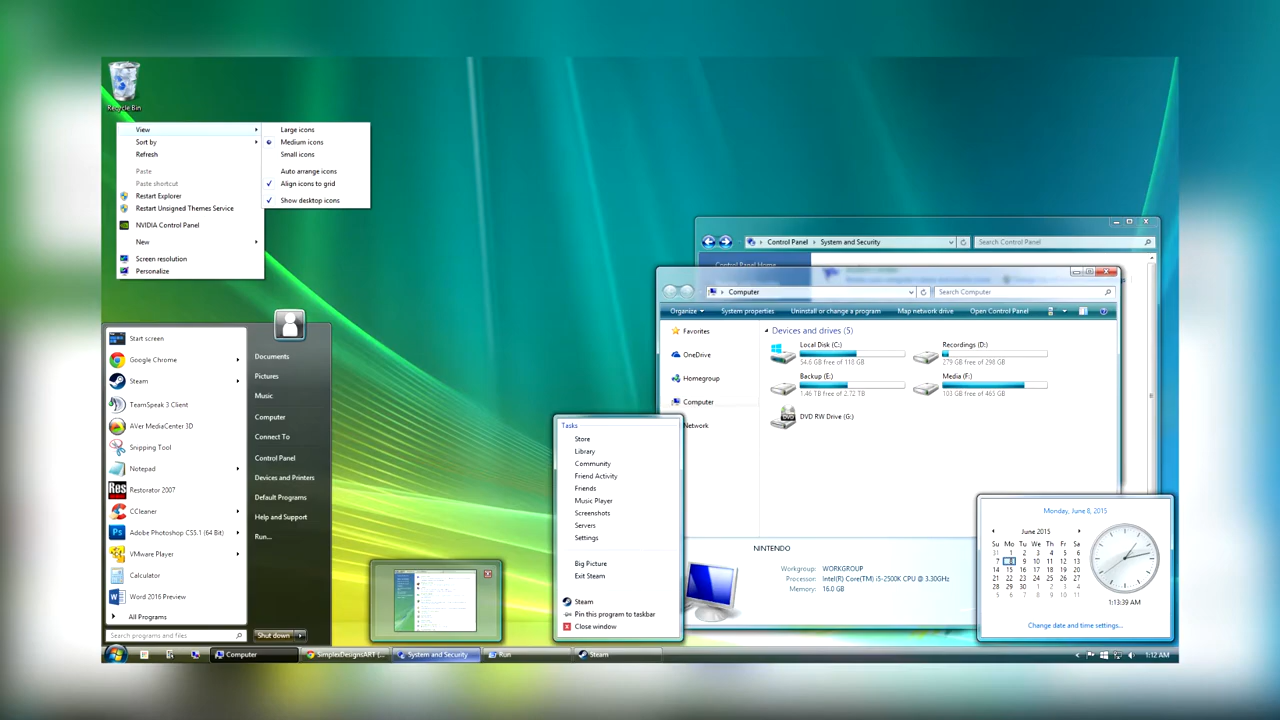 Recycle Bin
View
Sort by
Refresh
Paste
Paste shortcut
Restart Explorer
Restart Unsigned Themes Service
NVIDIA Control Panel
New
Screen resolution
Personalize
Large icons
Medium icons
Small icons
Auto arrange icons
Align icons to grid
Show desktop icons
Control Panel System and Security
Search Control Panel
Control Panel Home
Computer
Search Computer
Organize System properties Uninstall or change a program Map network drive Open Control Panel
Favorites
OneDrive
Homegroup
Computer
Network
Devices and drives (5)
Local Disk (C:)
54.6 GB free of 118 GB
Recordings (D:)
279 GB free of 298 GB
Backup (E:)
1.46 TB free of 2.72 TB
Media (F:)
103 GB free of 465 GB
DVD RW Drive (G:)
NINTENDO
Workgroup: WORKGROUP
Processor: Intel(R) Core(TM) i5-2500K CPU @ 3.30GHz
Memory: 16.0 GB
Start screen
Google Chrome
Steam
TeamSpeak 3 Client
AVer MediaCenter 3D
Snipping Tool
Notepad
Res
Restorator 2007
CCleaner
Ps
Adobe Photoshop CS5.1 (64 Bit)
VMware Player
Calculator
Word 2016 Preview
All Programs
Search programs and files
Documents
Pictures
Music
Computer
Connect To
Control Panel
Devices and Printers
Default Programs
Help and Support
Run...
Shut down
Tasks
Store
Library
Community
Friend Activity
Friends
Music Player
Screenshots
Servers
Settings
Big Picture
Exit Steam
Steam
Pin this program to taskbar
Close window
Monday, June 8, 2015
June 2015
Su Mo Tu We Th Fr Sa
31 1 2 3 4 5 6
7 8 9 10 11 12 13
14 15 16 17 18 19 20
21 22 23 24 25 26 27
28 29 30 1 2 3 4
5 6 7 8 9 10 11
1:13:39 AM
Change date and time settings...
Computer
SimplexDesignsART (...
System and Security
Run
Steam
1:12 AM